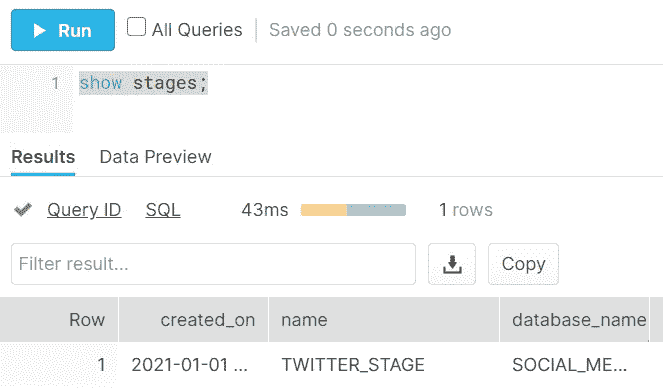 Run All Queries Saved 0 seconds ago
1 show stages;
Results Data Preview
Query ID SQL 43ms 1 rows
Filter result... Copy
Row created_on name database_name
1 2021-01-01 ... TWITTER_STAGE SOCIAL_ME...